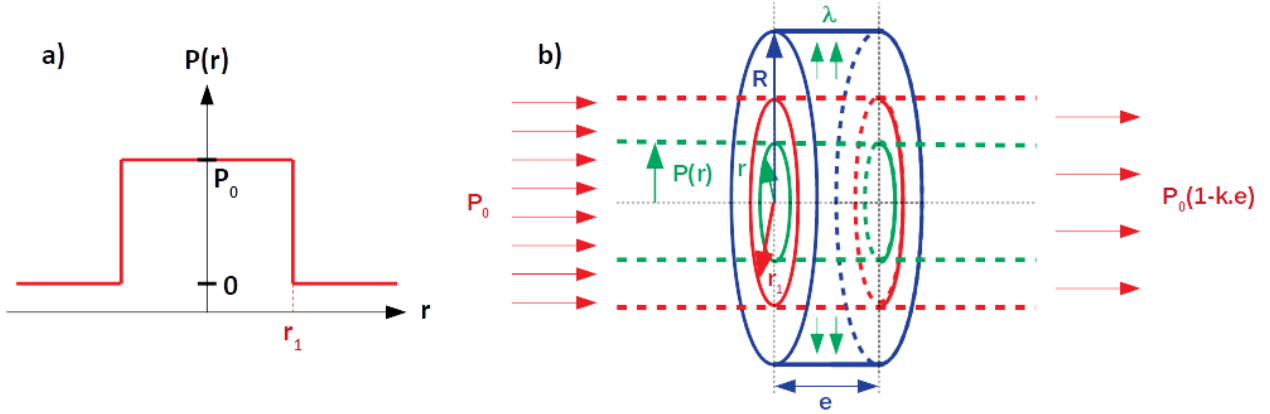 a)
P(r)
P₀
0
r₁
r
b)
λ
R
r
P(r)
P₀
r₁
P₀(1-k.e)
e